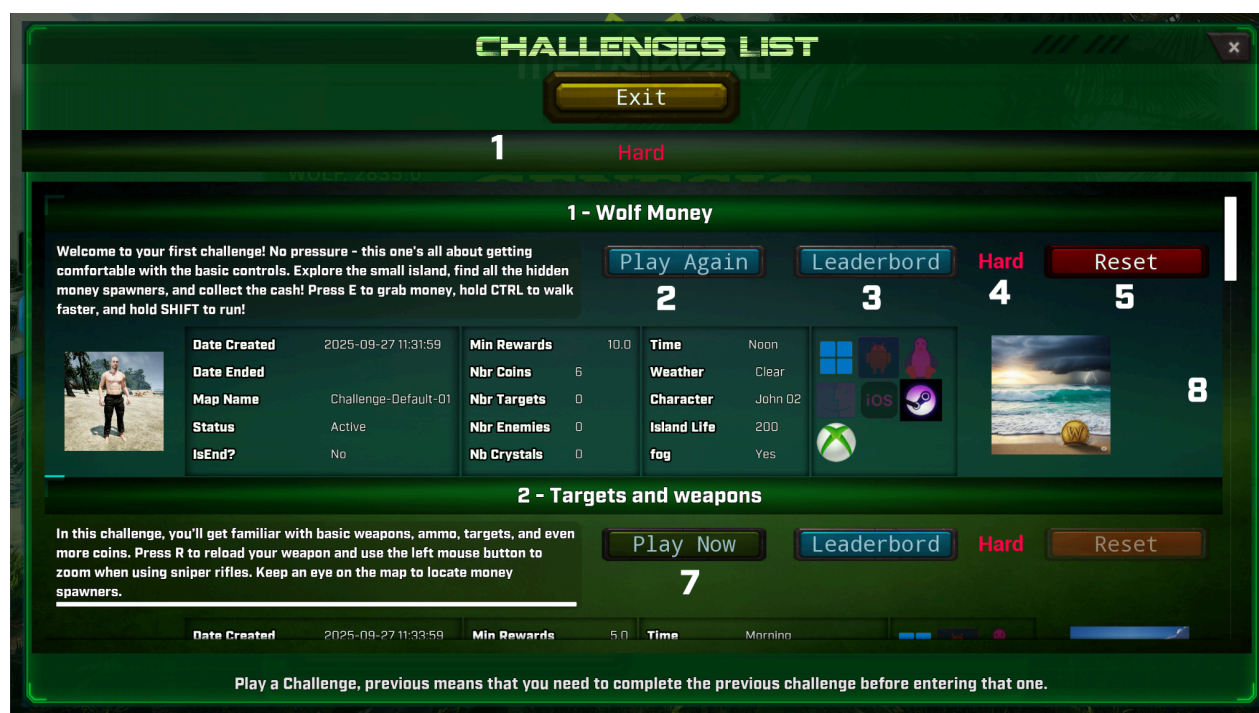 CHALLENGES LIST
Exit
1
Hard
WOLF: 2835.0
GENESIS
1 - Wolf Money
Welcome to your first challenge! No pressure - this one's all about getting
comfortable with the basic controls. Explore the small island, find all the hidden
money spawners, and collect the cash! Press E to grab money, hold CTRL to walk
faster, and hold SHIFT to run!
Play Again
Leaderbord
Hard
Reset
2
3
4
5
Date Created 2025-09-27 11:31:59
Date Ended
Map Name Challenge-Default-01
Status Active
IsEnd? No
Min Rewards 10.0
Nbr Coins 6
Nbr Targets 0
Nbr Enemies 0
Nb Crystals 0
Time Noon
Weather Clear
Character John 02
Island Life 200
fog Yes
iOS
8
2 - Targets and weapons
In this challenge, you'll get familiar with basic weapons, ammo, targets, and even
more coins. Press R to reload your weapon and use the left mouse button to
zoom when using sniper rifles. Keep an eye on the map to locate money
spawners.
Play Now
Leaderbord
Hard
Reset
7
Date Created 2025-09-27 11:33:59
Min Rewards 5.0
Time Morning
Play a Challenge, previous means that you need to complete the previous challenge before entering that one.